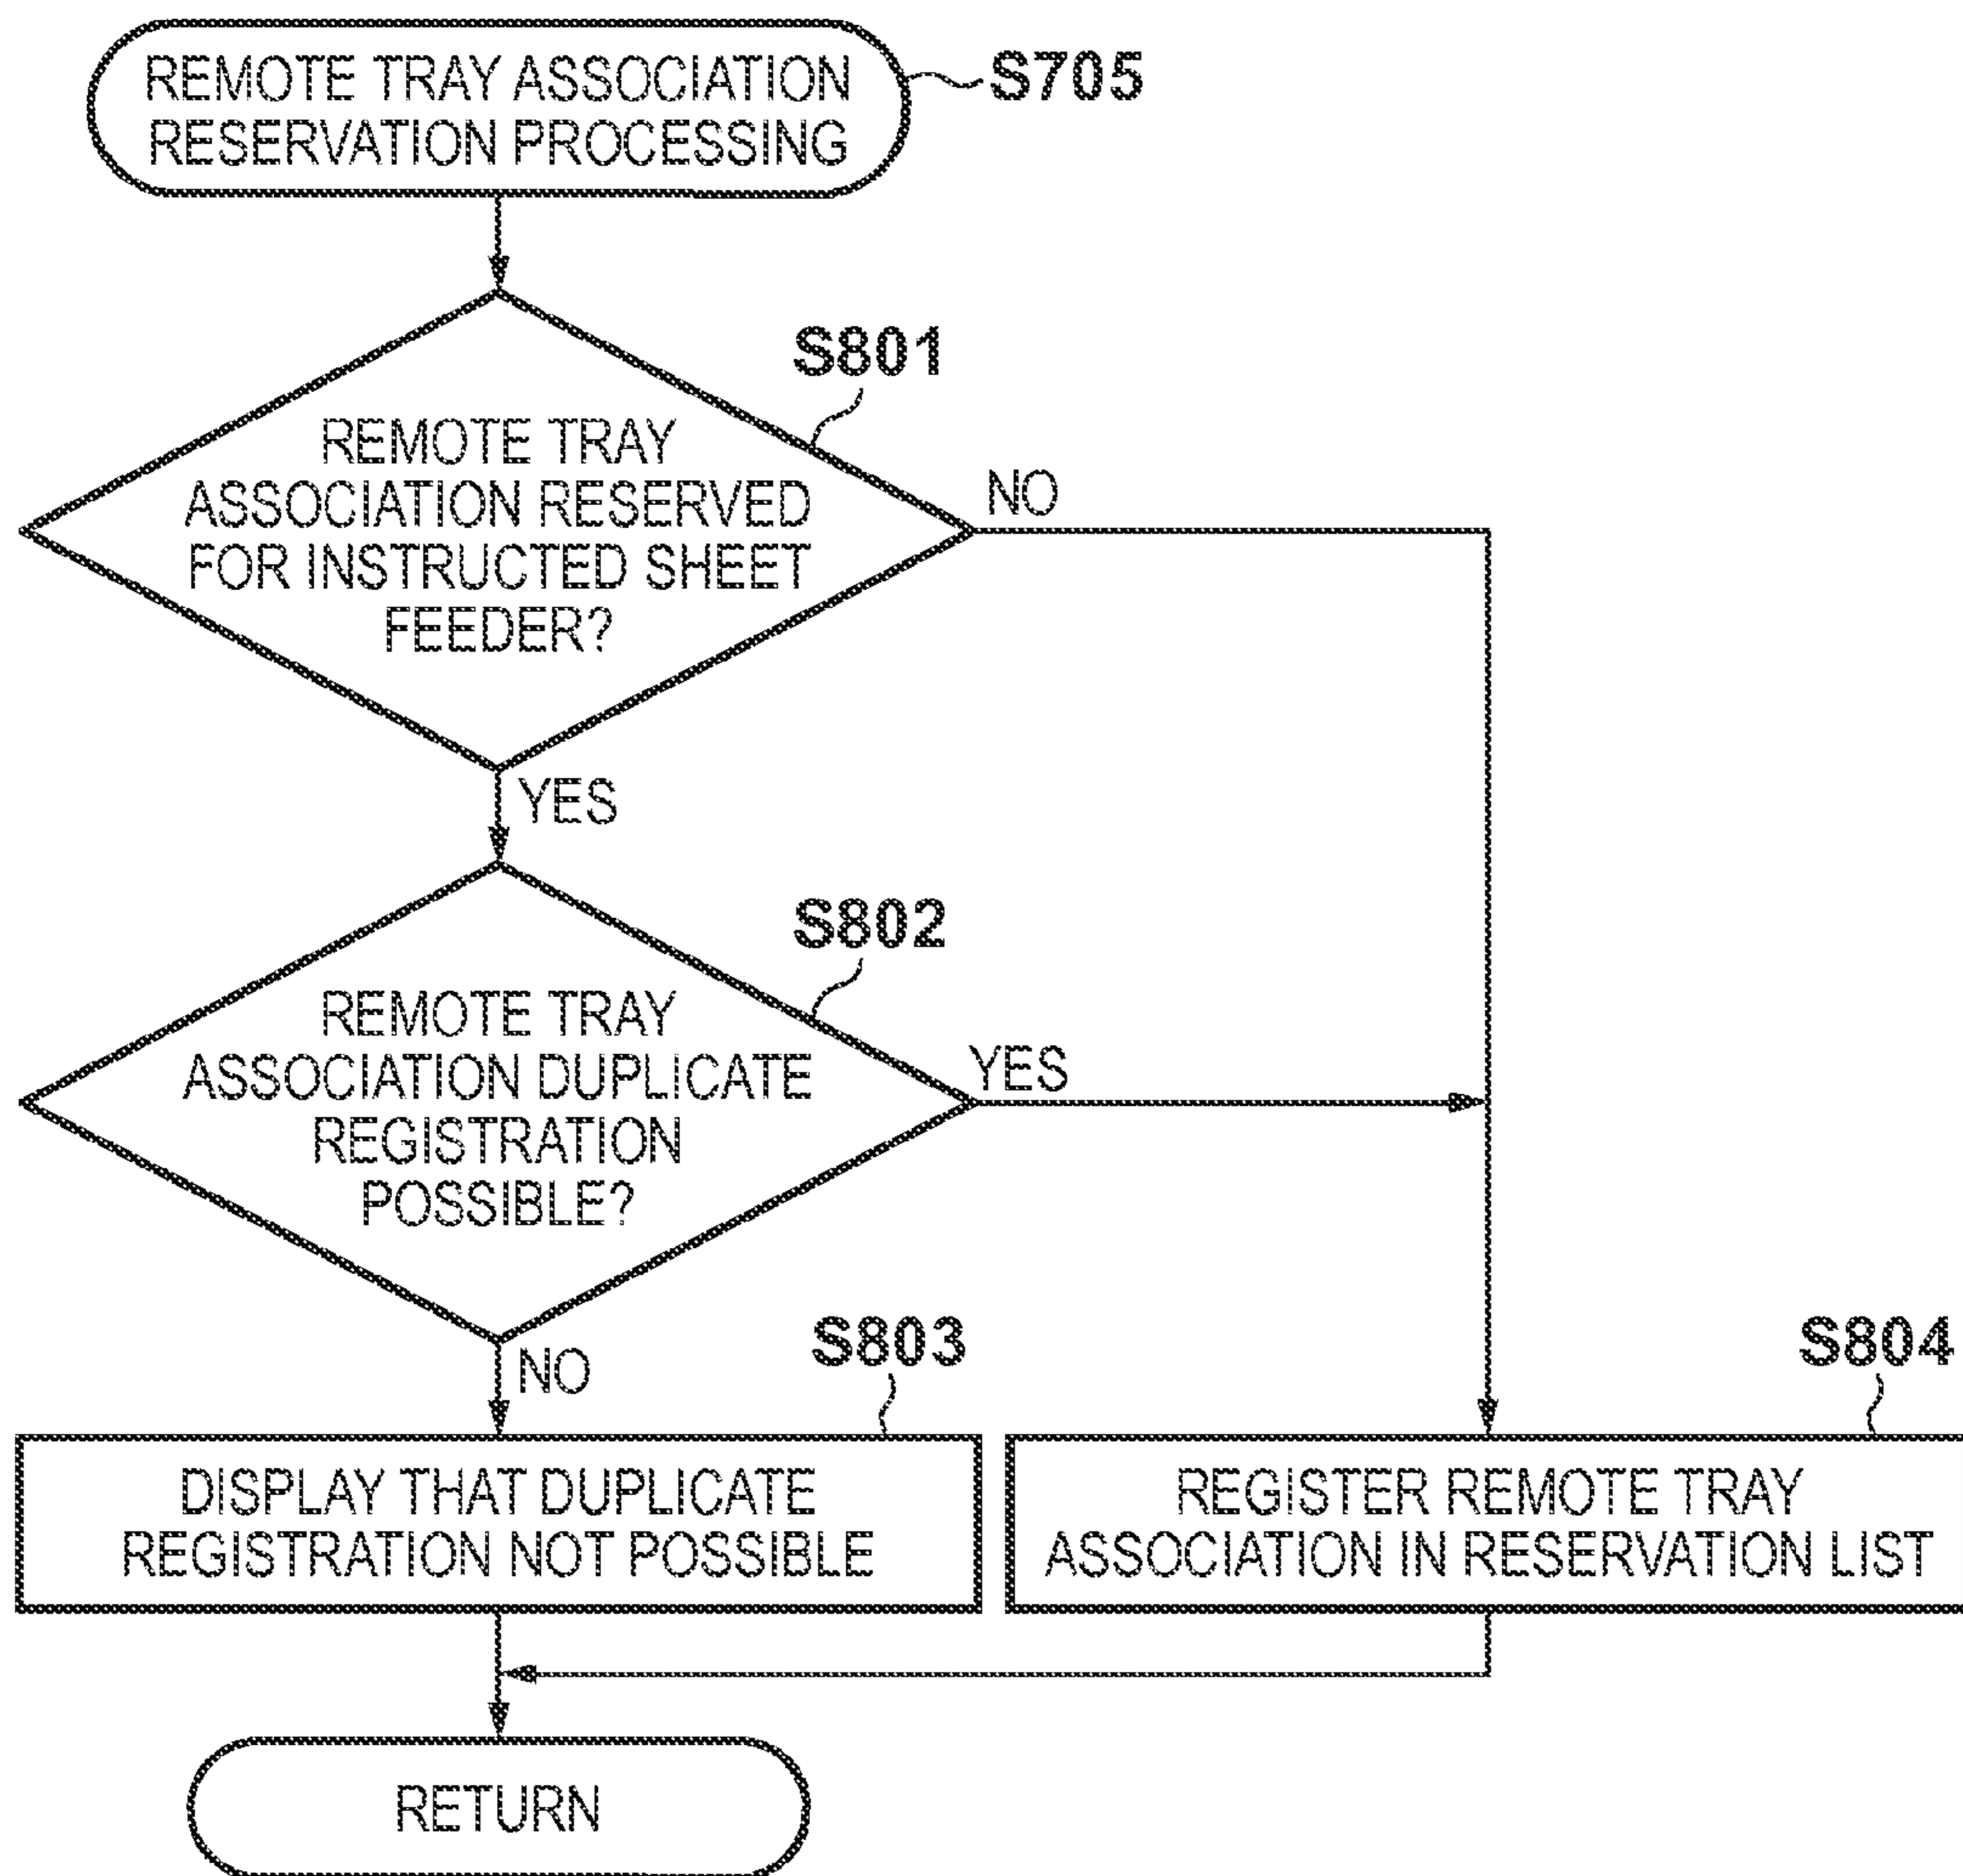 REMOTE TRAY ASSOCIATION
RESERVATION PROCESSING
S705
S801
REMOTE TRAY
ASSOCIATION RESERVED
FOR INSTRUCTED SHEET
FEEDER?
NO
YES
S802
REMOTE TRAY
ASSOCIATION DUPLICATE
REGISTRATION
POSSIBLE?
YES
NO
S803
DISPLAY THAT DUPLICATE
REGISTRATION NOT POSSIBLE
S804
REGISTER REMOTE TRAY
ASSOCIATION IN RESERVATION LIST
RETURN